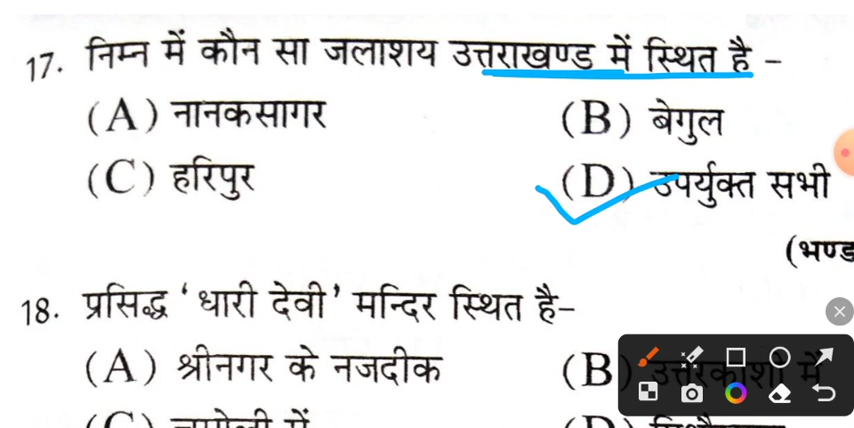 17. निम्न में कौन सा जलाशय उत्तराखण्ड में स्थित है -
(A) नानकसागर (B) बेगुल
(C) हरिपुर (D) उपर्युक्त सभी
(भण्ड
18. प्रसिद्ध ‘धारी देवी’ मन्दिर स्थित है-
(A) श्रीनगर के नजदीक (B) उत्तरकाशी में
(C) में (D)